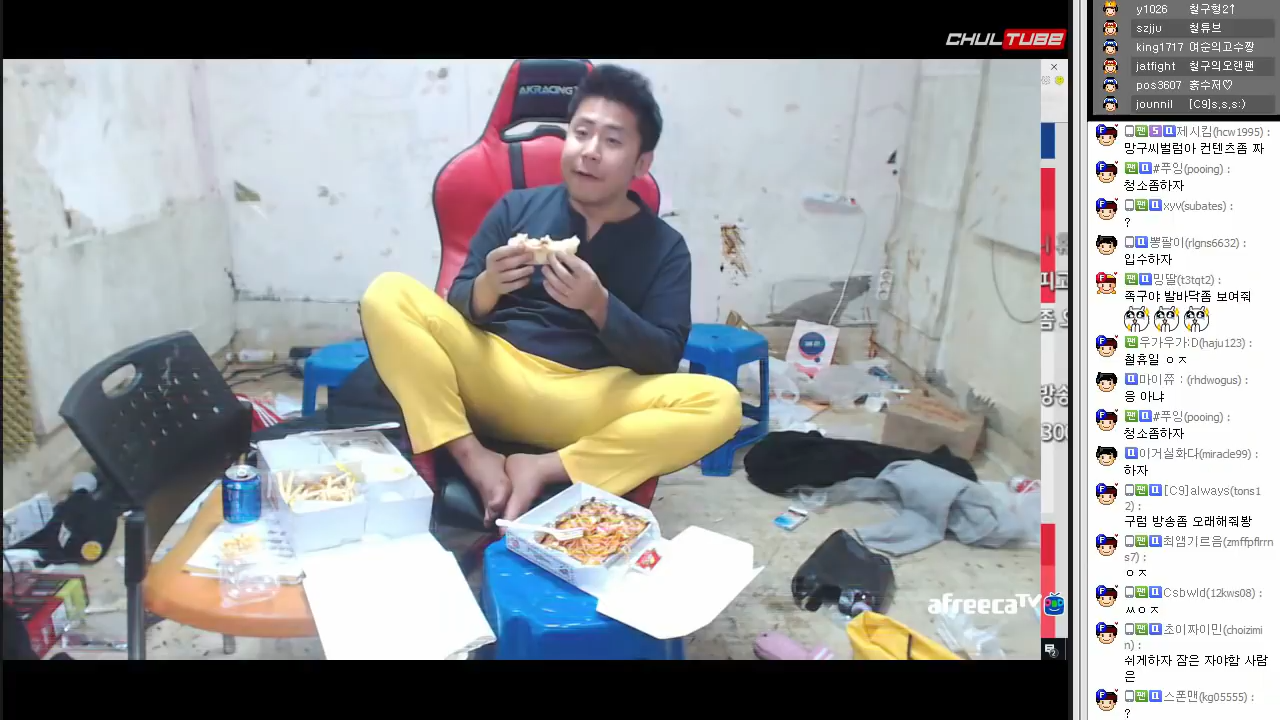 CHULTUBE
AKRACING
afreecaTV
y1026 철구형2↑
szjju 철튜브
king1717 여순의고수짱
jatfight 철구의오랜팬
pos3607 흙수저♡
jounnil [C9]s,s,s:)
제시킴(hcw1995) :
망구씨벌럼아 컨텐츠좀 짜
#푸잉(pooing) :
청소좀하자
xyv(subates) :
?
뽕팔이(rlgns6632) :
입수하자
밍딸(t3tqt2) :
족구야 발바닥좀 보여줘
우가우가:D(haju123) :
철휴일 ㅇㅈ
마이쮸 : (rhdwogus) :
응 아냐
#푸잉(pooing) :
청소좀하자
이거실화다(miracle99) :
하자
[C9]always(tons12) :
구럼 방송좀 오래해줘봥
최앰기르음(zmffpflrrns7) :
ㅇㅈ
Csbwld(12kws08) :
ㅆㅇㅈ
초이짜이민(choizimin) :
쉬게하자 잠은 자야할 사람은
스폰맨(kg05555) :
?